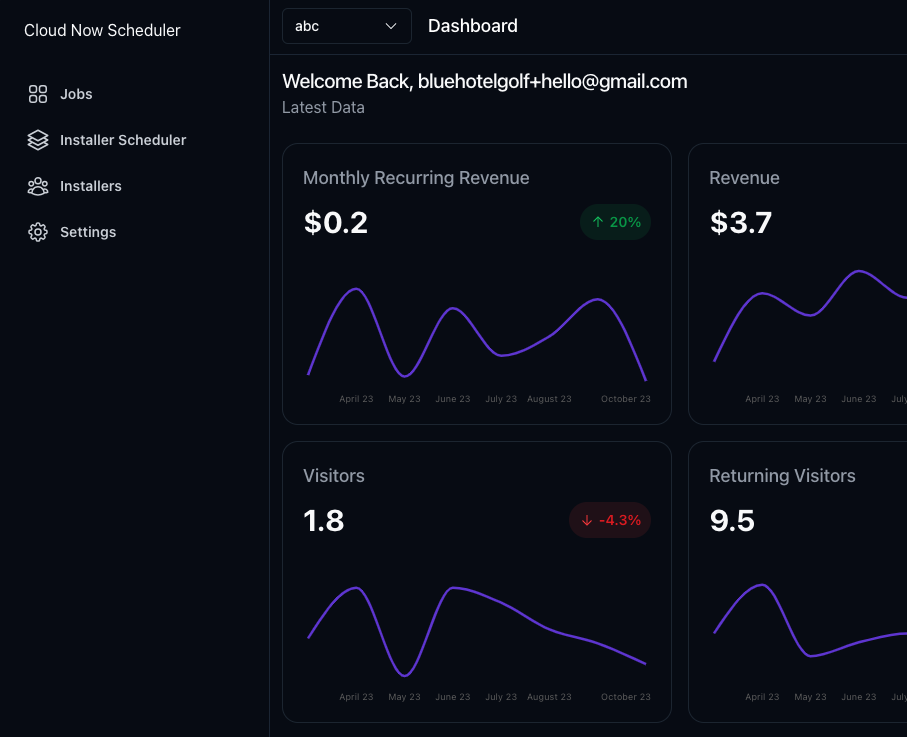 Cloud Now Scheduler
Jobs
Installer Scheduler
Installers
Settings
abc
Dashboard
Welcome Back, bluehotelgolf+hello@gmail.com
Latest Data
Monthly Recurring Revenue
$0.2
↑ 20%
April 23 May 23 June 23 July 23 August 23 October 23
Revenue
$3.7
April 23 May 23 June 23 July
Visitors
1.8
↓ -4.3%
April 23 May 23 June 23 July 23 August 23 October 23
Returning Visitors
9.5
April 23 May 23 June 23 July